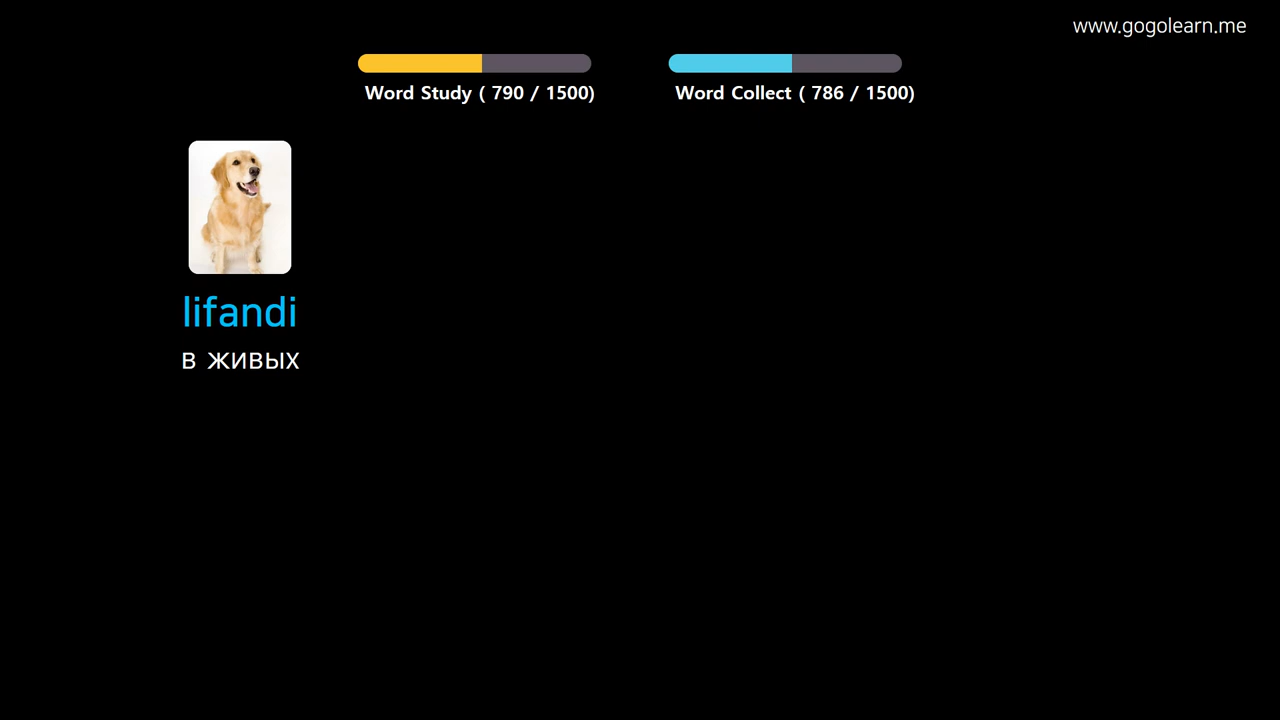 www.gogolearn.me
Word Study ( 790 / 1500)
Word Collect ( 786 / 1500)
lifandi
в живых